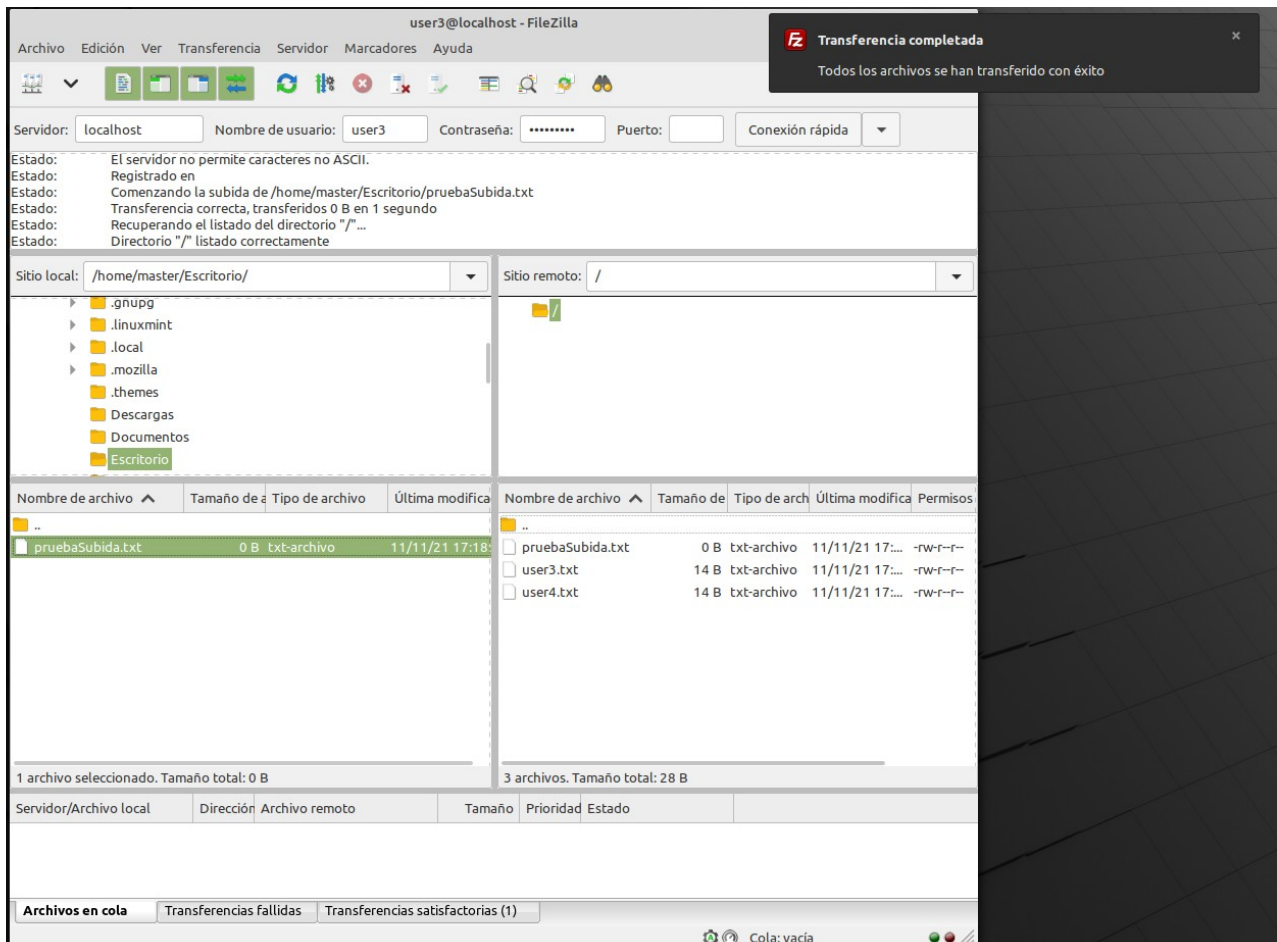 user3@localhost - FileZilla
Transferencia completada
Todos los archivos se han transferido con éxito
Archivo Edición Ver Transferencia Servidor Marcadores Ayuda
Servidor: localhost Nombre de usuario: user3 Contraseña: ••••••••• Puerto: Conexión rápida
Estado: El servidor no permite caracteres no ASCII.
Estado: Registrado en
Estado: Comenzando la subida de /home/master/Escritorio/pruebaSubida.txt
Estado: Transferencia correcta, transferidos 0 B en 1 segundo
Estado: Recuperando el listado del directorio "/"...
Estado: Directorio "/" listado correctamente
Sitio local: /home/master/Escritorio/
.gnupg
.linuxmint
.local
.mozilla
.themes
Descargas
Documentos
Escritorio
Sitio remoto: /
/
Nombre de archivo Tamaño de a Tipo de archivo Última modifica
..
pruebaSubida.txt 0 B txt-archivo 11/11/21 17:18:
1 archivo seleccionado. Tamaño total: 0 B
Nombre de archivo Tamaño de Tipo de arch Última modifica Permisos
..
pruebaSubida.txt 0 B txt-archivo 11/11/21 17:... -rw-r--r--
user3.txt 14 B txt-archivo 11/11/21 17:... -rw-r--r--
user4.txt 14 B txt-archivo 11/11/21 17:... -rw-r--r--
3 archivos. Tamaño total: 28 B
Servidor/Archivo local Dirección Archivo remoto Tamaño Prioridad Estado
Archivos en cola Transferencias fallidas Transferencias satisfactorias (1)
Cola: vacía